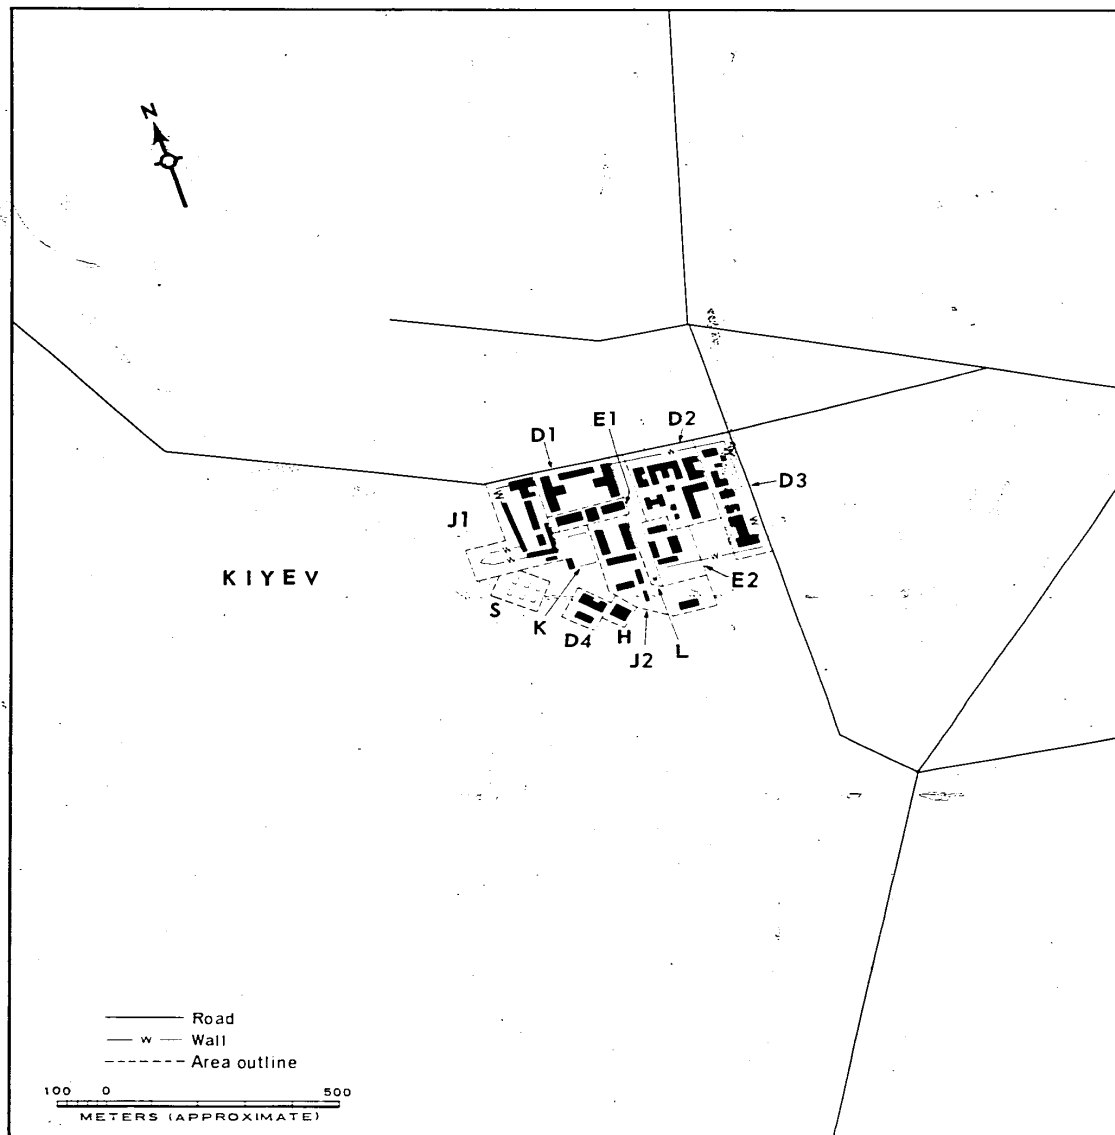 N
E1
D2
D1
D3
J1
KIYEV
E2
S
K
D4
H
J2
L
W
W
W
W
W
W
W
Road
W Wall
Area outline
100 0 500
METERS (APPROXIMATE)